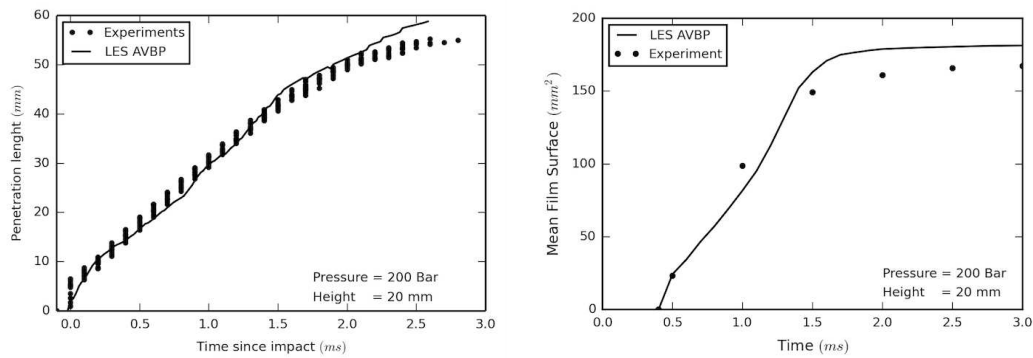 60
50
40
30
20
10
0
Penetration lenght (mm)
Experiments
LES AVBP
Pressure = 200 Bar
Height = 20 mm
0.0 0.5 1.0 1.5 2.0 2.5 3.0
Time since impact (ms)
200
150
100
50
0
Mean Film Surface (mm²)
LES AVBP
Experiment
Pressure = 200 Bar
Height = 20 mm
0.0 0.5 1.0 1.5 2.0 2.5 3.0
Time (ms)